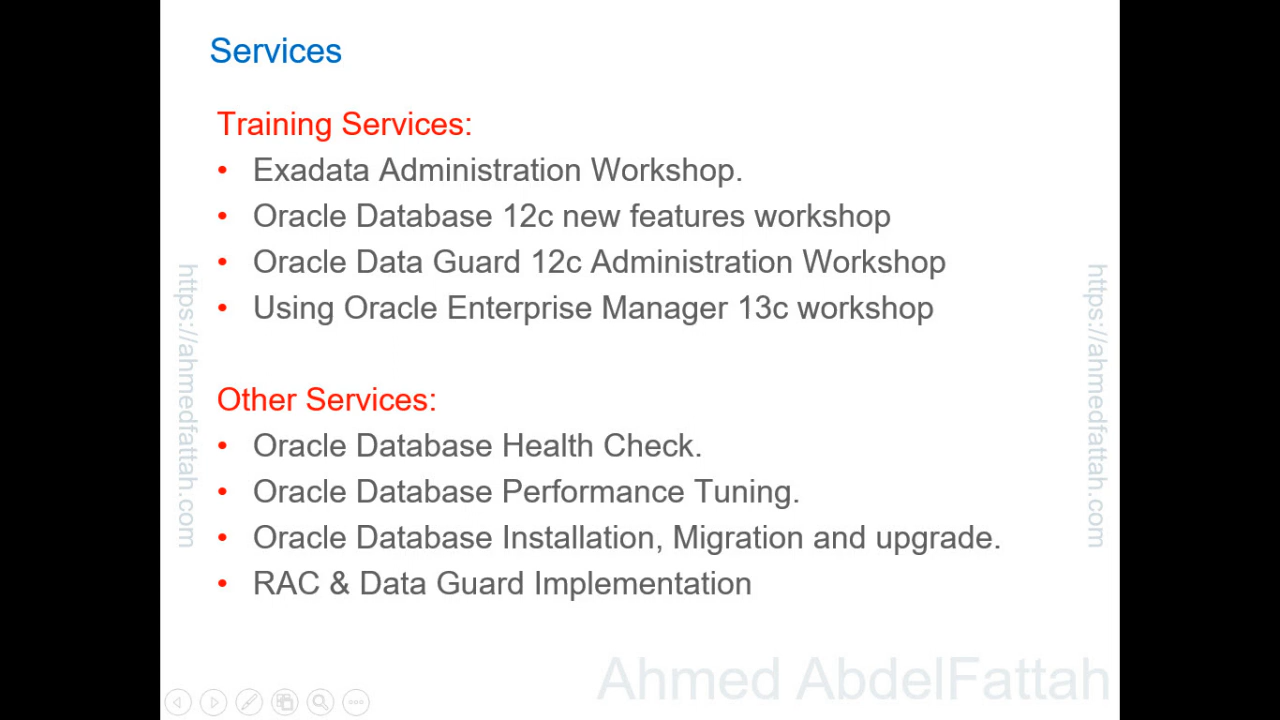 Services
Training Services:
• Exadata Administration Workshop.
• Oracle Database 12c new features workshop
• Oracle Data Guard 12c Administration Workshop
• Using Oracle Enterprise Manager 13c workshop
Other Services:
• Oracle Database Health Check.
• Oracle Database Performance Tuning.
• Oracle Database Installation, Migration and upgrade.
• RAC & Data Guard Implementation
https://ahmedfattah.com
https://ahmedfattah.com
Ahmed AbdelFattah